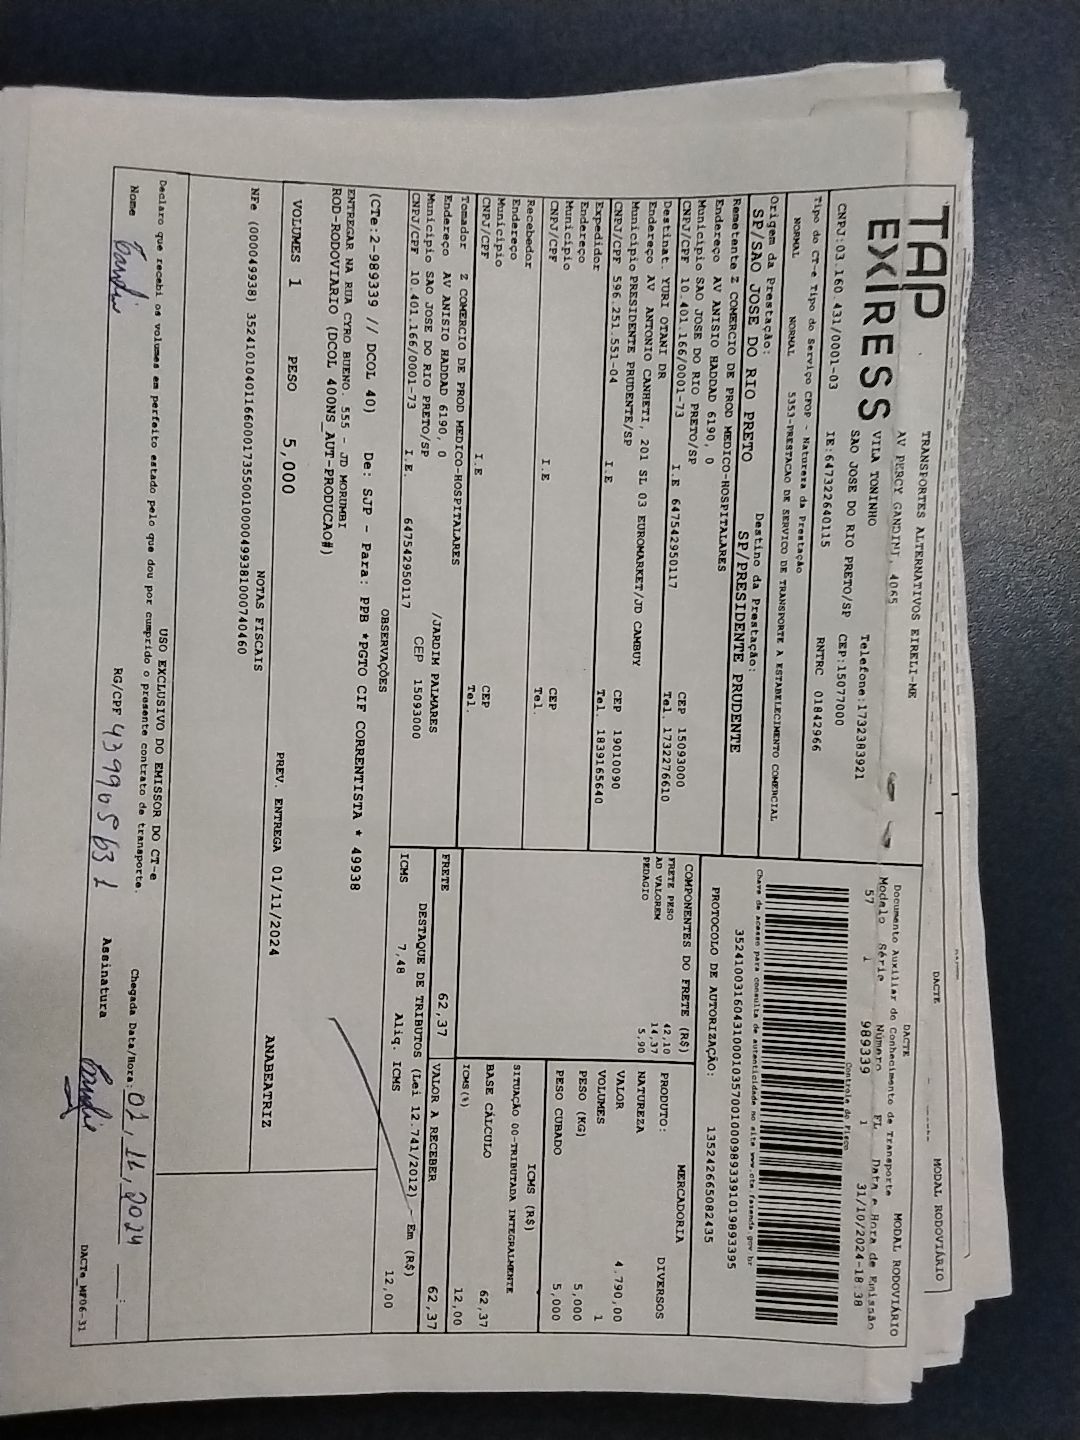 TAP
EXIRESS
TRANSPORTES ALTERNATIVOS EIRELI-ME
AV PERCY GANDINI, 4065
VILA TONINHO
SAO JOSE DO RIO PRETO/SP CEP:15077000
Telefone:1732383921
CNPJ:03.160.431/0001-03 IE:647322640115 RNTRC 01842966
Tipo do CT-e Tipo do Serviço CFOP - Natureza da Prestação
NORMAL NORMAL 5353-PRESTACAO DE SERVICO DE TRANSPORTE A ESTABELECIMENTO COMERCIAL
Origem da Prestação: Destino da Prestação:
SP/SAO JOSE DO RIO PRETO SP/PRESIDENTE PRUDENTE
Remetente Z COMERCIO DE PROD MEDICO-HOSPITALARES
Endereço AV ANISIO HADDAD 6190, 0
Município SAO JOSE DO RIO PRETO/SP CEP 15093000
CNPJ/CPF 10.401.166/0001-73 I.E 647542950117 Tel. 1732276610
Destinat. YURI OTANI DR
Endereço AV ANTONIO CANHETI, 201 SL 03 EUROMARKET/JD CAMBUY
Município PRESIDENTE PRUDENTE/SP CEP 19010090
CNPJ/CPF 596.251.551-04 I.E Tel. 1839165640
Expedidor
Endereço
Município CEP
CNPJ/CPF I.E Tel.
Recebedor
Endereço
Município CEP
CNPJ/CPF I.E Tel.
Tomador Z COMERCIO DE PROD MEDICO-HOSPITALARES
Endereço AV ANISIO HADDAD 6190, 0 /JARDIM PALMARES
Município SAO JOSE DO RIO PRETO/SP CEP 15093000
CNPJ/CPF 10.401.166/0001-73 I.E. 647542950117
OBSERVAÇÕES
(CTe:2-989339 // DCOL 40) De: SJP - Para: PPB *PGTO CIF CORRENTISTA * 49938
ENTREGAR NA RUA CYRO BUENO. 555 - JD MORUMBI
ROD-RODOVIARIO (DCOL 400NS_AUT-PRODUCAO#)
VOLUMES 1 PESO 5,000 PREV. ENTREGA 01/11/2024 ANABEATRIZ
NOTAS FISCAIS
NFe (000049938) 35241010401166000173550010000499381000740460
DACTE MODAL RODOVIÁRIO
DACTE MODAL RODOVIÁRIO
Documento Auxiliar do Conhecimento de Transporte
Modelo Série Número FL Data e Hora de Emissão
57 1 989339 1 31/10/2024-18:38
Controle do Fisco
Chave de acesso para consulta de autenticidade no site www.cte.fazenda.gov.br
35241003160431000103570010009893391019893395
PROTOCOLO DE AUTORIZAÇÃO: 135242665082435
COMPONENTES DO FRETE (R$)
FRETE PESO 42,10
AD VALOREM 14,37
PEDAGIO 5,90
MERCADORIA
PRODUTO: DIVERSOS
NATUREZA
VALOR 4.790,00
VOLUMES 1
PESO (KG) 5,000
PESO CUBADO 5,000
ICMS (R$)
SITUAÇÃO 00-TRIBUTADA INTEGRALMENTE
BASE CÁLCULO 62,37
ICMS(%) 12,00
FRETE 62,37 VALOR A RECEBER 62,37
DESTAQUE DE TRIBUTOS (Lei 12.741/2012) - Em (R$)
ICMS 7,48 Aliq. ICMS 12,00
USO EXCLUSIVO DO EMISSOR DO CT-e
Declaro que recebi os volumes em perfeito estado pelo que dou por cumprido o presente contrato de transporte.
Chegada Data/Hora: 01, 11, 2024 :
Nome RG/CPF Assinatura
DACTe_MF06-31